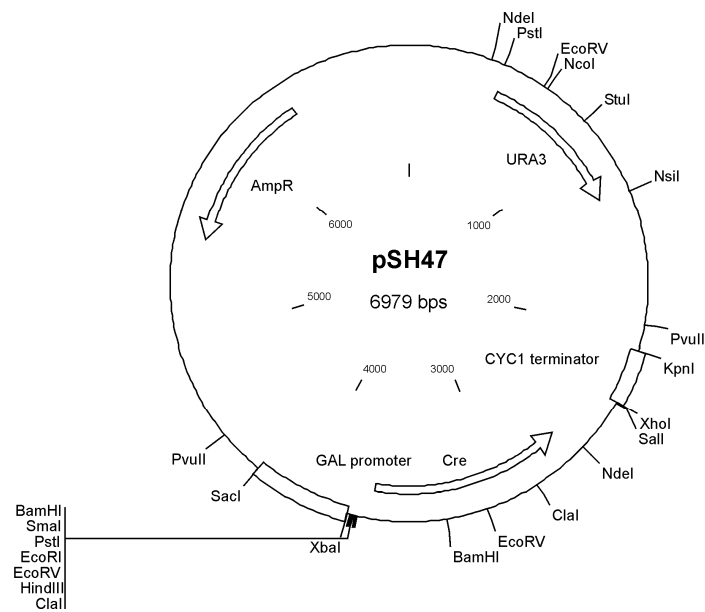 NdeI
PstI
EcoRV
NcoI
StuI
URA3
NsiI
AmpR
I
6000
1000
pSH47
6979 bps
5000
2000
PvuII
CYC1 terminator
KpnI
4000
3000
XhoI
SalI
PvuII
GAL promoter
Cre
NdeI
SacI
ClaI
XbaI
EcoRV
BamHI
BamHI
SmaI
PstI
EcoRI
EcoRV
HindIII
ClaI